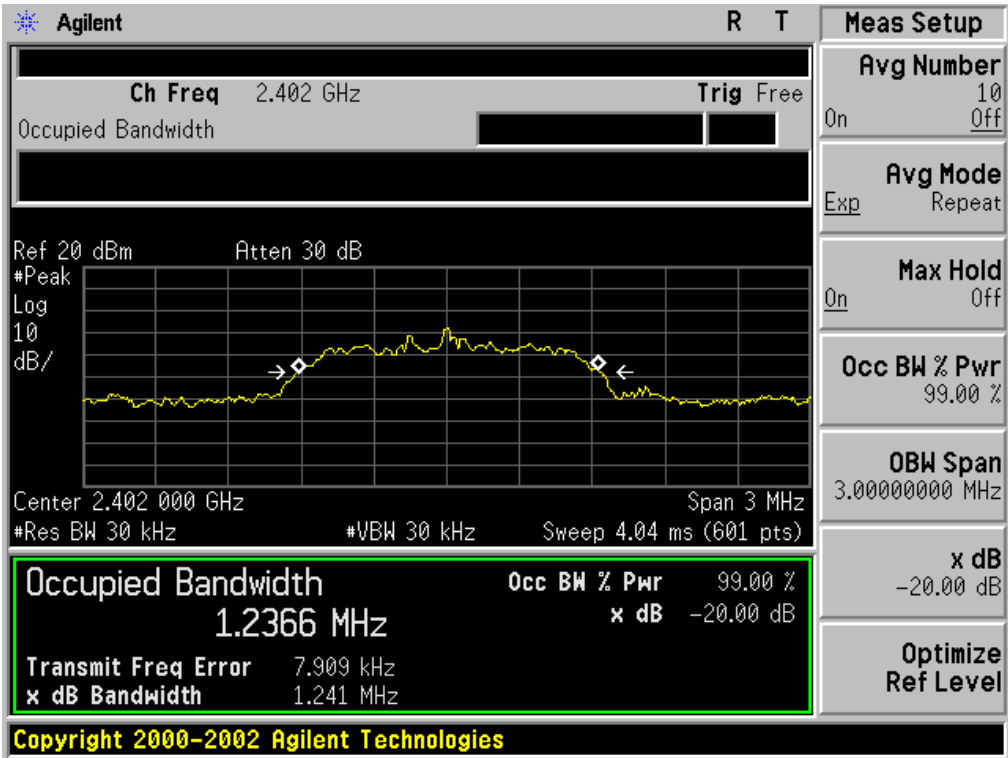 Agilent R T
Ch Freq 2.402 GHz Trig Free
Occupied Bandwidth
Ref 20 dBm Atten 30 dB
#Peak
Log
10
dB/
Center 2.402 000 GHz Span 3 MHz
#Res BW 30 kHz #VBW 30 kHz Sweep 4.04 ms (601 pts)
Occupied Bandwidth Occ BW % Pwr 99.00 %
1.2366 MHz x dB -20.00 dB
Transmit Freq Error 7.909 kHz
x dB Bandwidth 1.241 MHz
Copyright 2000-2002 Agilent Technologies
Meas Setup
Avg Number
10
On Off
Avg Mode
Exp Repeat
Max Hold
On Off
Occ BW % Pwr
99.00 %
OBW Span
3.00000000 MHz
x dB
-20.00 dB
Optimize
Ref Level